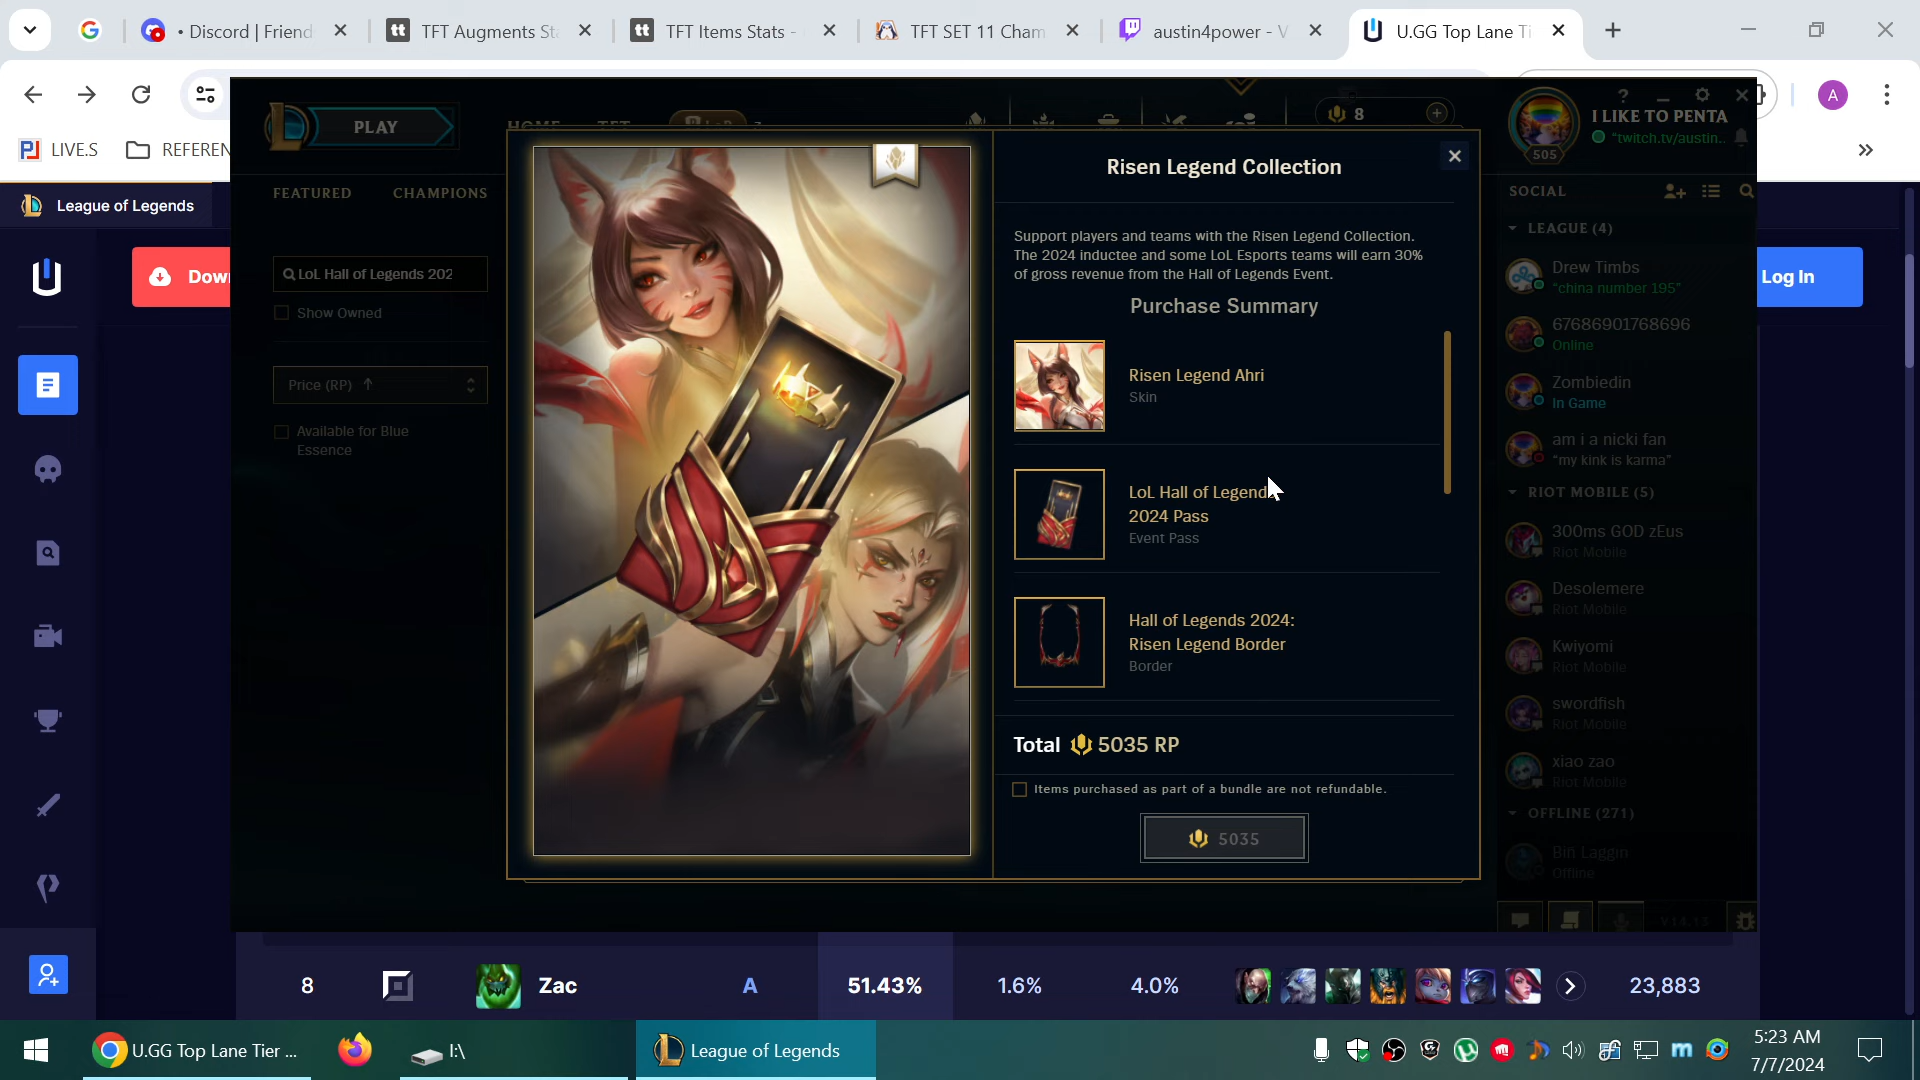 • Discord | Friend
TFT Augments St
TFT Items Stats -
TFT SET 11 Cham
austin4power - V
U.GG Top Lane Ti
A
LIVE.S
REFEREN
PLAY
8
I LIKE TO PENTA
505
"twitch.tv/austin...
League of Legends
FEATURED
CHAMPIONS
Risen Legend Collection
SOCIAL
LEAGUE (4)
Dow
LoL Hall of Legends 202
Show Owned
Price (RP)
Available for Blue
Essence
Support players and teams with the Risen Legend Collection.
The 2024 inductee and some LoL Esports teams will earn 30%
of gross revenue from the Hall of Legends Event.
Purchase Summary
Risen Legend Ahri
Skin
LoL Hall of Legend
2024 Pass
Event Pass
Hall of Legends 2024:
Risen Legend Border
Border
Total 5035 RP
Items purchased as part of a bundle are not refundable.
5035
Drew Timbs
"china number 195"
67686901768696
Online
Zombiedin
In Game
am i a nicki fan
"my kink is karma"
RIOT MOBILE (5)
300ms GOD zEus
Riot Mobile
Desolemere
Riot Mobile
Kwiyomi
Riot Mobile
swordfish
Riot Mobile
xiao zao
Riot Mobile
OFFLINE (271)
Bin Laggin
Offline
Log In
8 Zac A 51.43% 1.6% 4.0% 23,883
U.GG Top Lane Tier ...
I:\
League of Legends
5:23 AM
7/7/2024